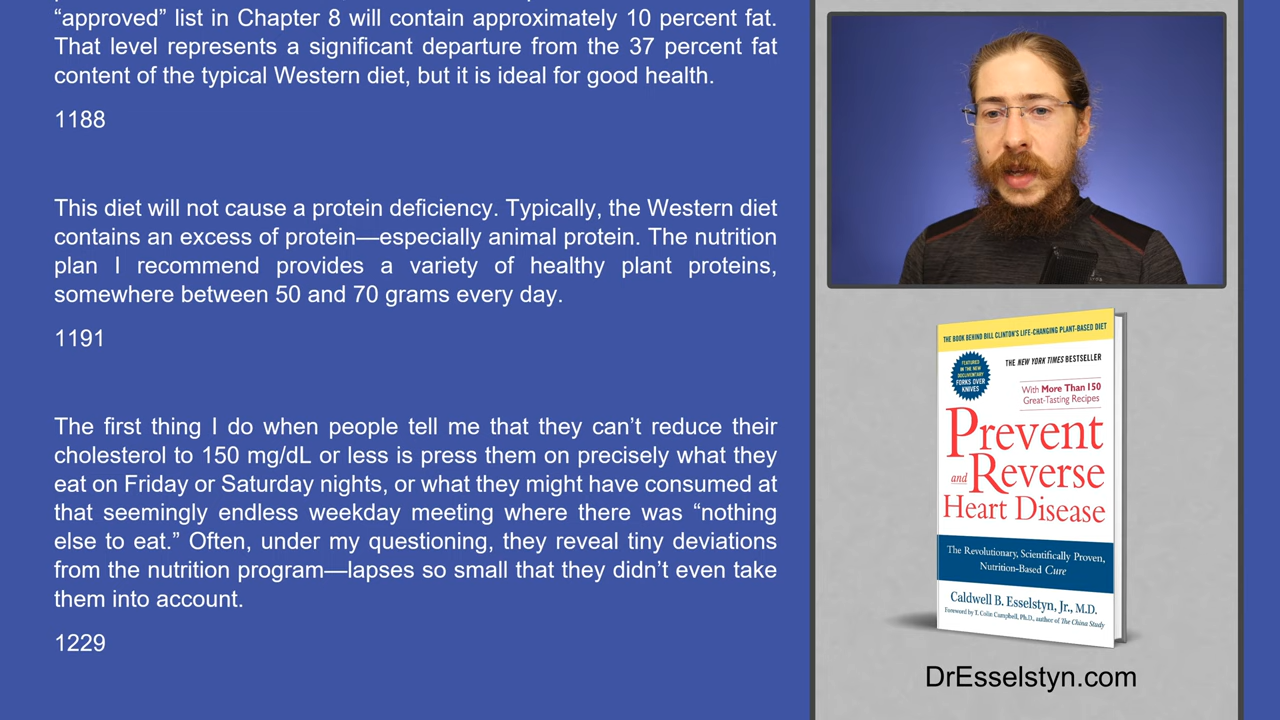 “approved” list in Chapter 8 will contain approximately 10 percent fat.
That level represents a significant departure from the 37 percent fat
content of the typical Western diet, but it is ideal for good health.
1188
This diet will not cause a protein deficiency. Typically, the Western diet
contains an excess of protein—especially animal protein. The nutrition
plan I recommend provides a variety of healthy plant proteins,
somewhere between 50 and 70 grams every day.
1191
The first thing I do when people tell me that they can’t reduce their
cholesterol to 150 mg/dL or less is press them on precisely what they
eat on Friday or Saturday nights, or what they might have consumed at
that seemingly endless weekday meeting where there was “nothing
else to eat.” Often, under my questioning, they reveal tiny deviations
from the nutrition program—lapses so small that they didn’t even take
them into account.
1229
THE BOOK BEHIND BILL CLINTON’S LIFE-CHANGING PLANT-BASED DIET
THE NEW YORK TIMES BESTSELLER
FEATURED
IN THE NEW
DOCUMENTARY
FORKS OVER
KNIVES
With More Than 150
Great-Tasting Recipes
Prevent
and Reverse
Heart Disease
The Revolutionary, Scientifically Proven,
Nutrition-Based Cure
Caldwell B. Esselstyn, Jr., M.D.
Foreword by T. Colin Campbell, Ph.D., author of The China Study
DrEsselstyn.com